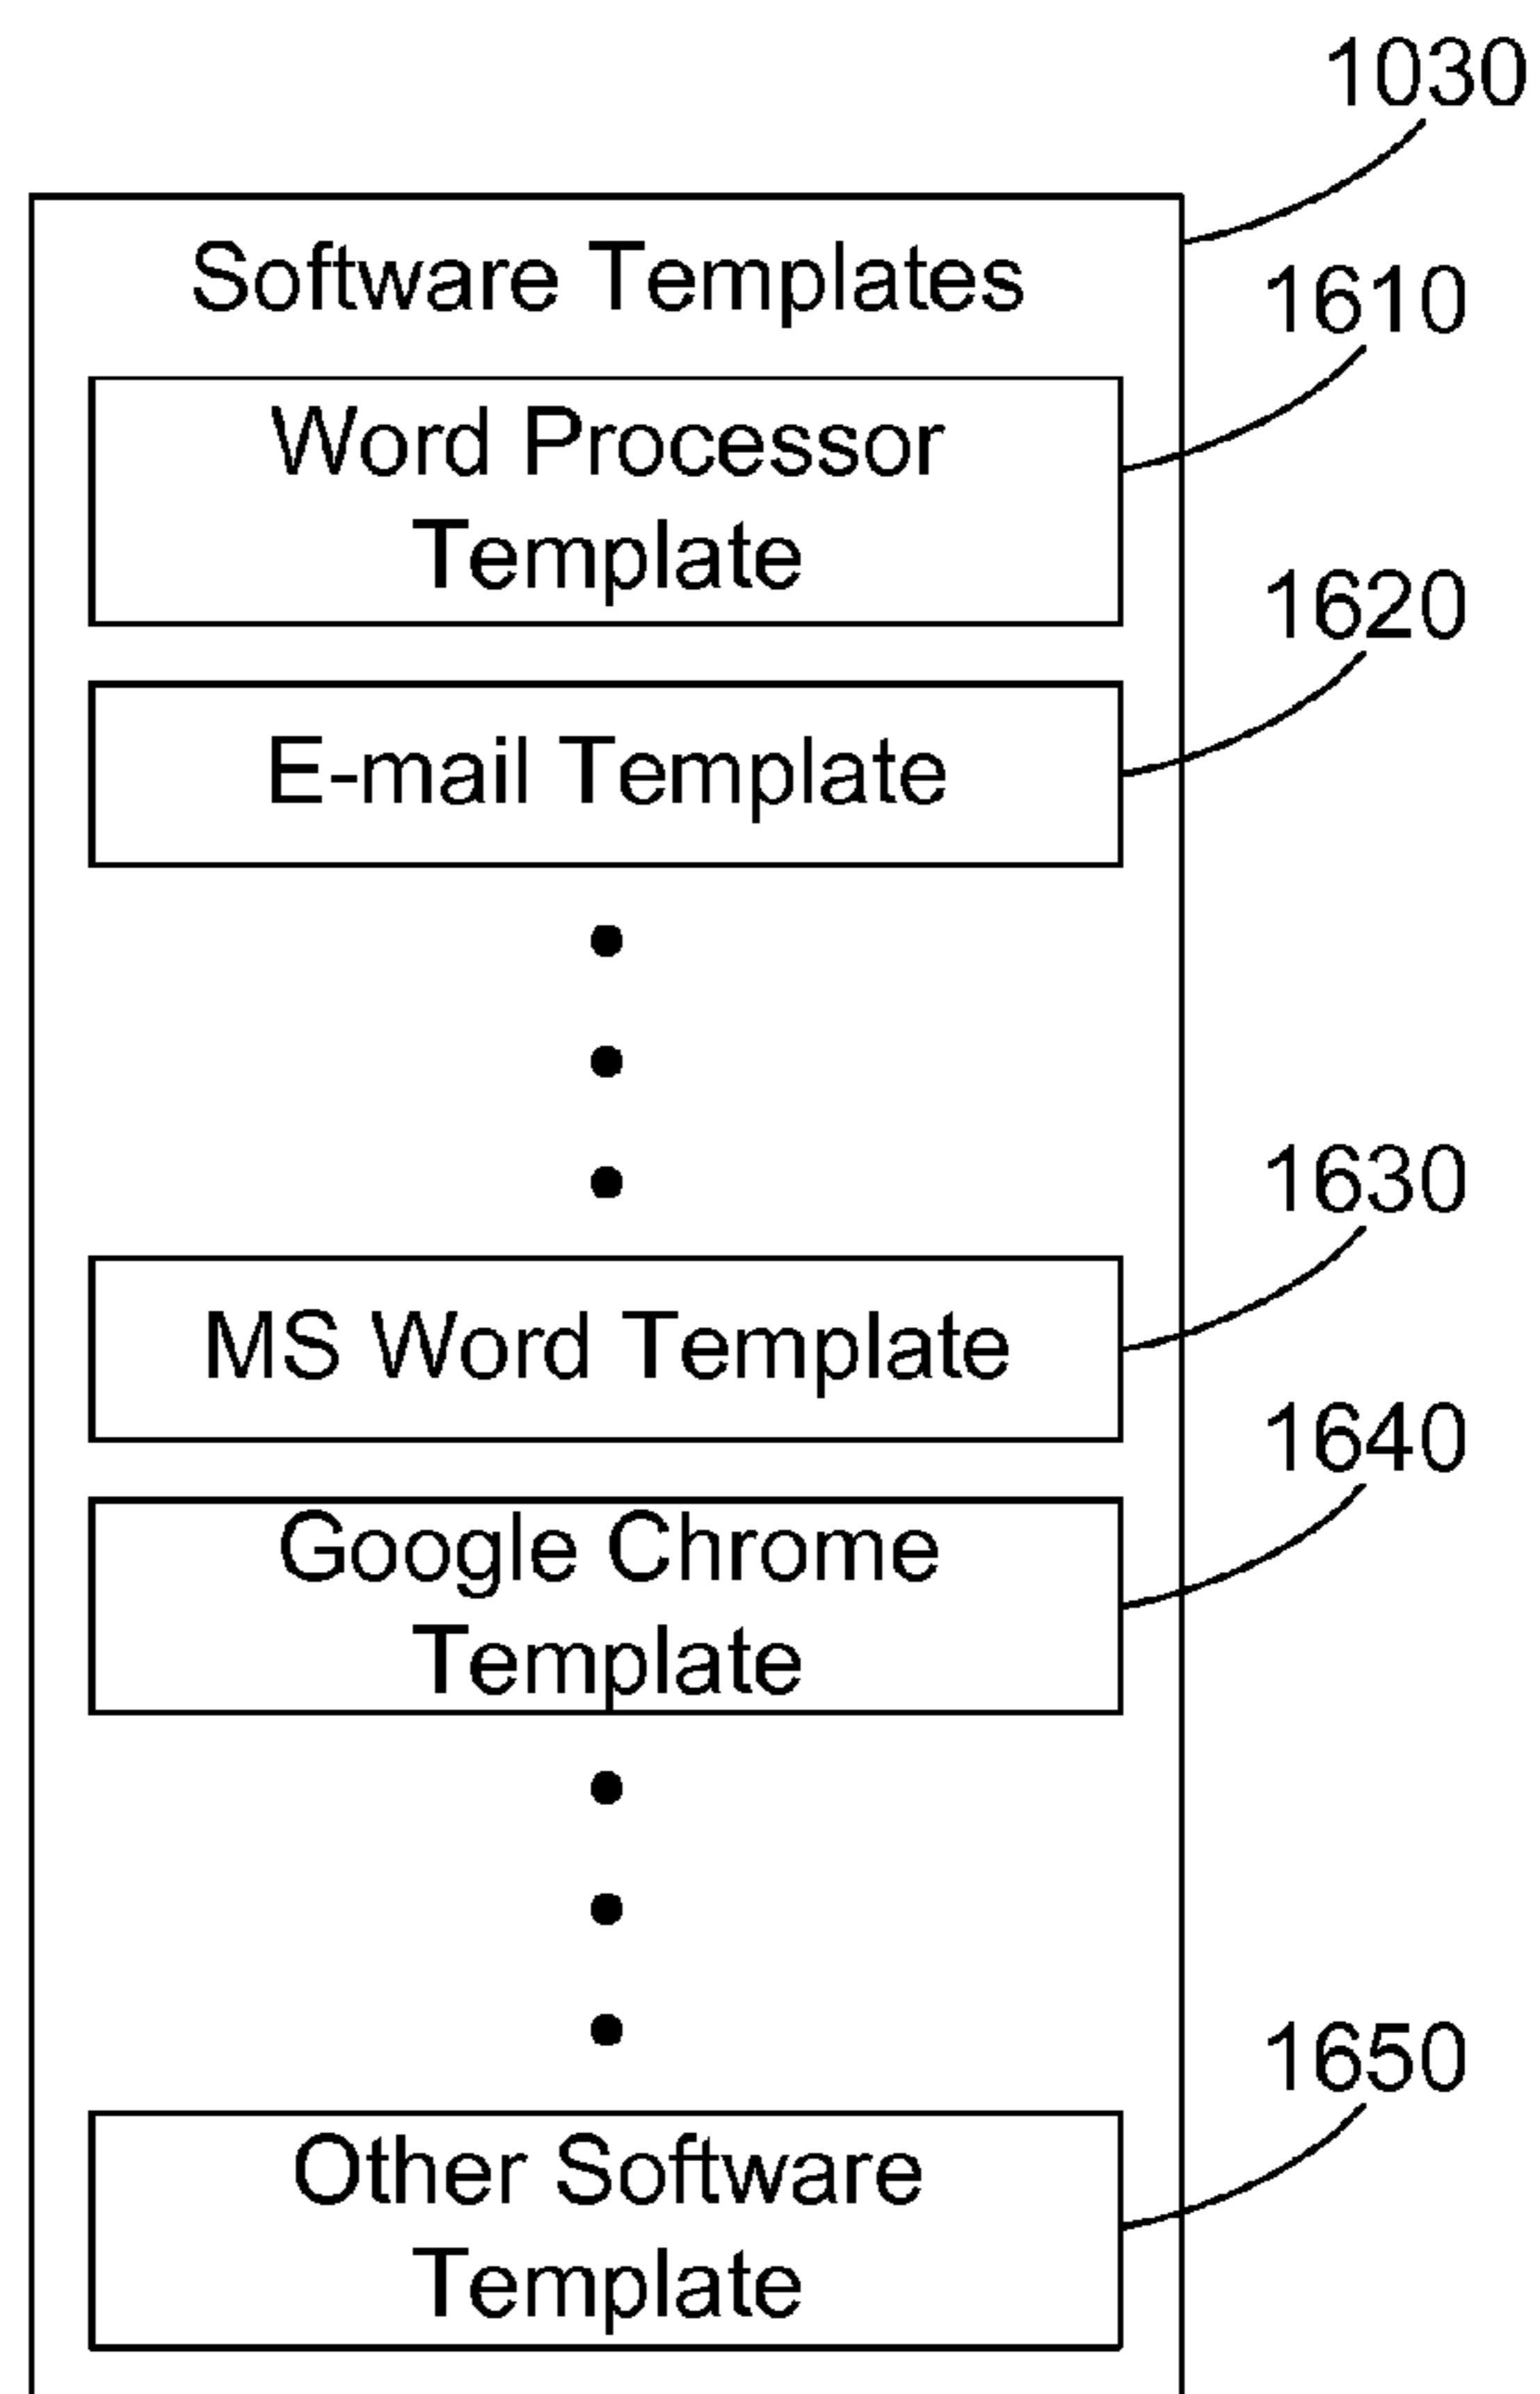 1030
Software Templates
1610
Word Processor
Template
1620
E-mail Template
1630
MS Word Template
1640
Google Chrome
Template
1650
Other Software
Template